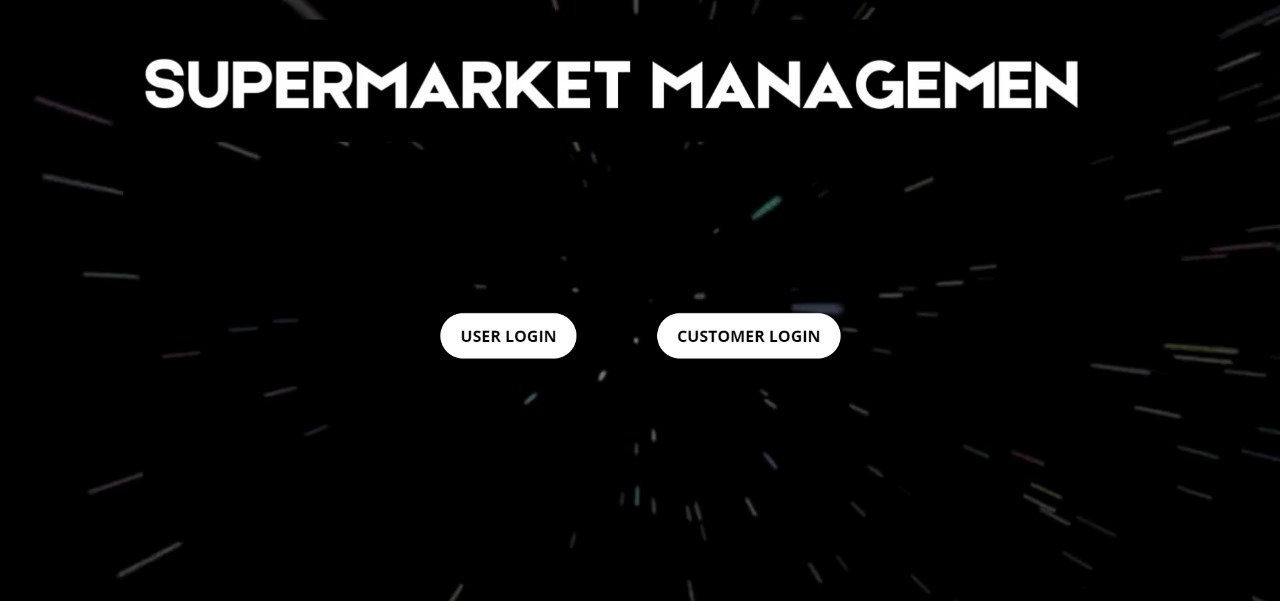 SUPERMARKET MANAGEMEN
USER LOGIN
CUSTOMER LOGIN